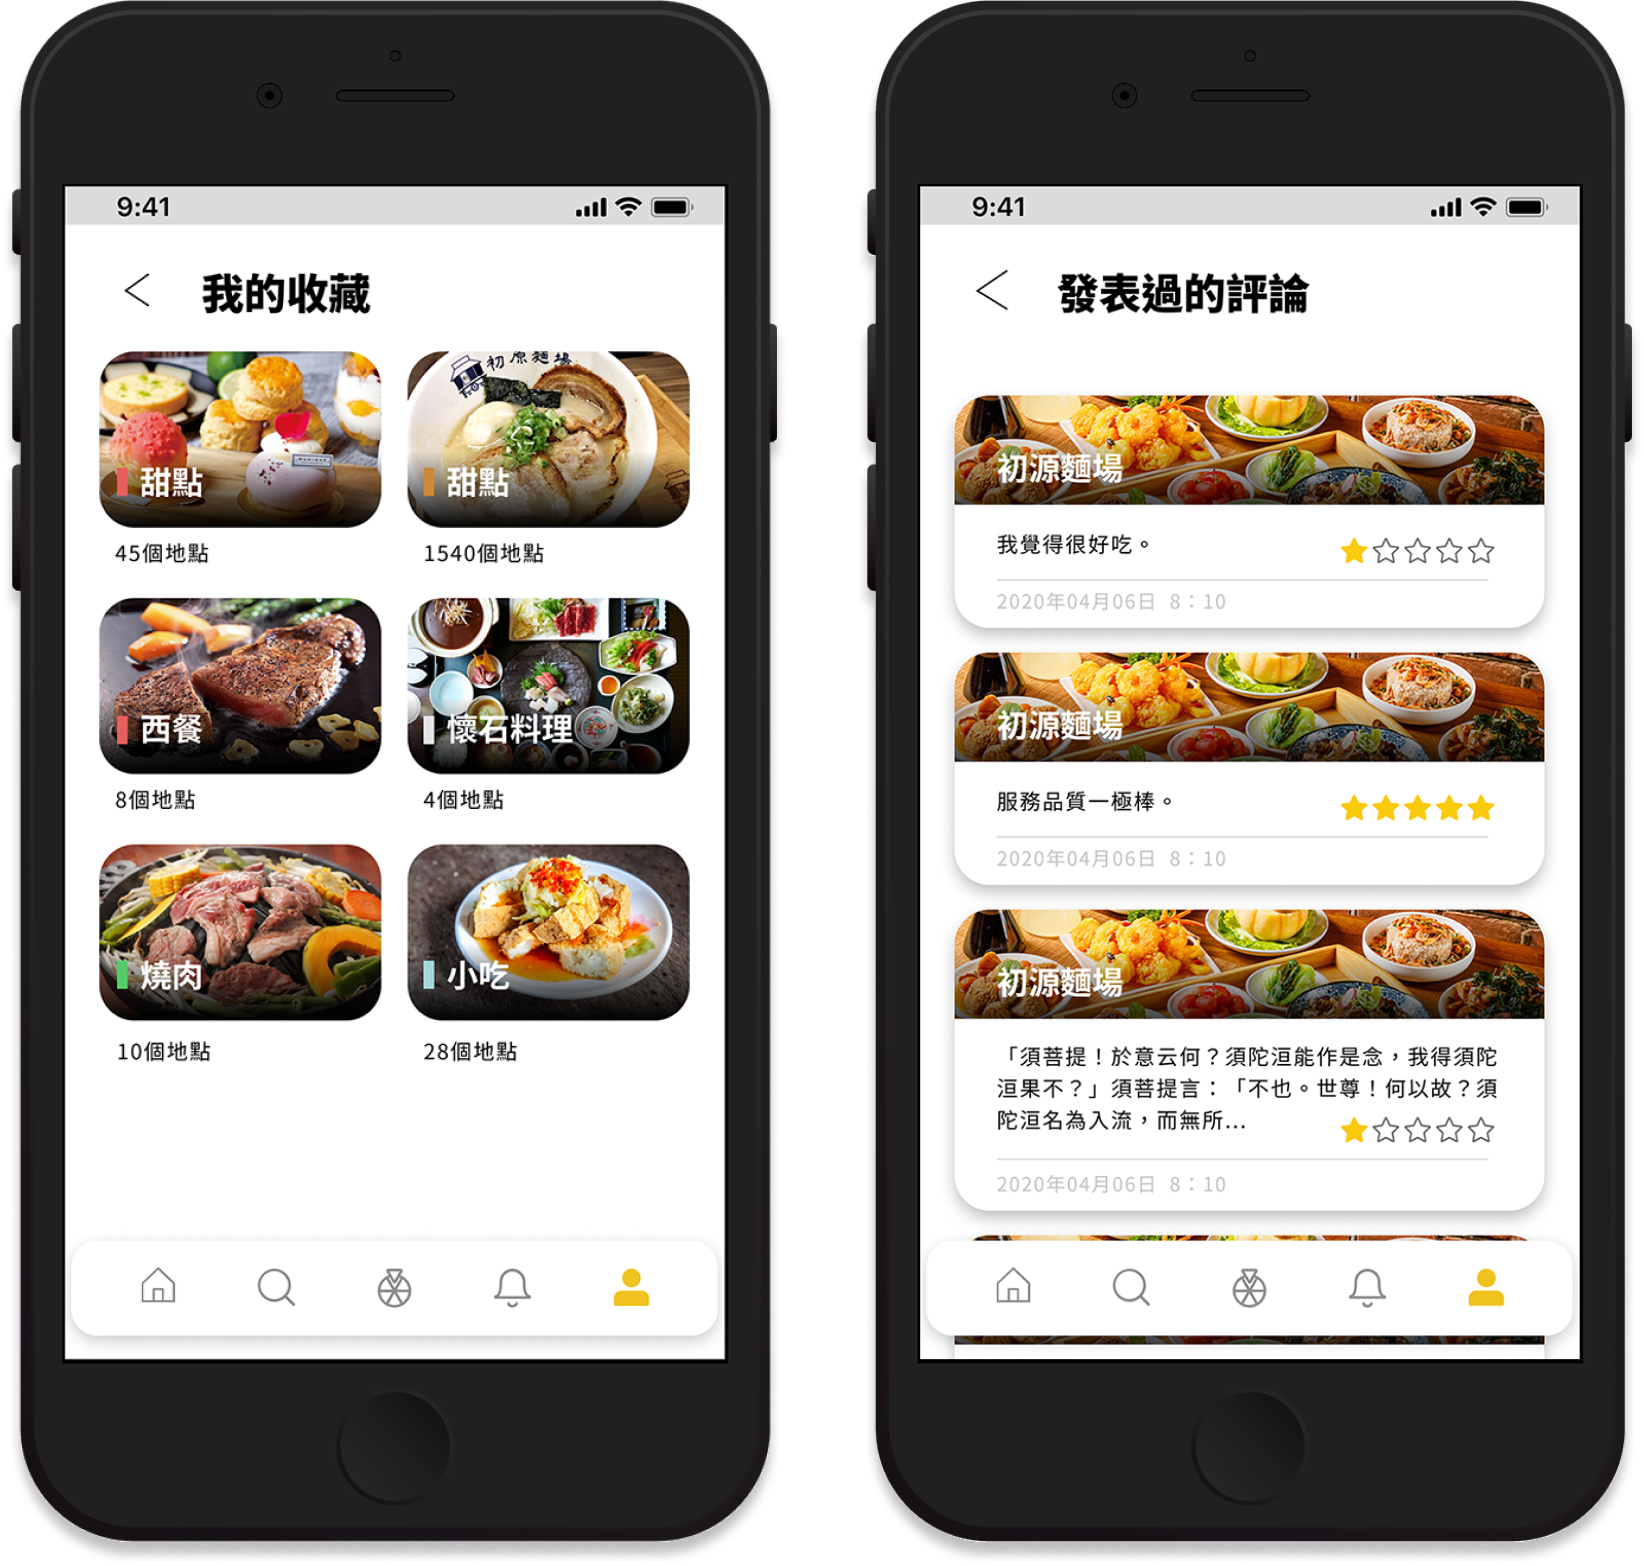 9:41
我的收藏
初原麵場
甜點
甜點
45個地點
1540個地點
西餐
懷石料理
8個地點
4個地點
燒肉
小吃
10個地點
28個地點
9:41
發表過的評論
初源麵場
我覺得很好吃。
2020年04月06日 8：10
初源麵場
服務品質一極棒。
2020年04月06日 8：10
初源麵場
「須菩提！於意云何？須陀洹能作是念，我得須陀
洹果不？」須菩提言：「不也。世尊！何以故？須
陀洹名為入流，而無所...
2020年04月06日 8：10